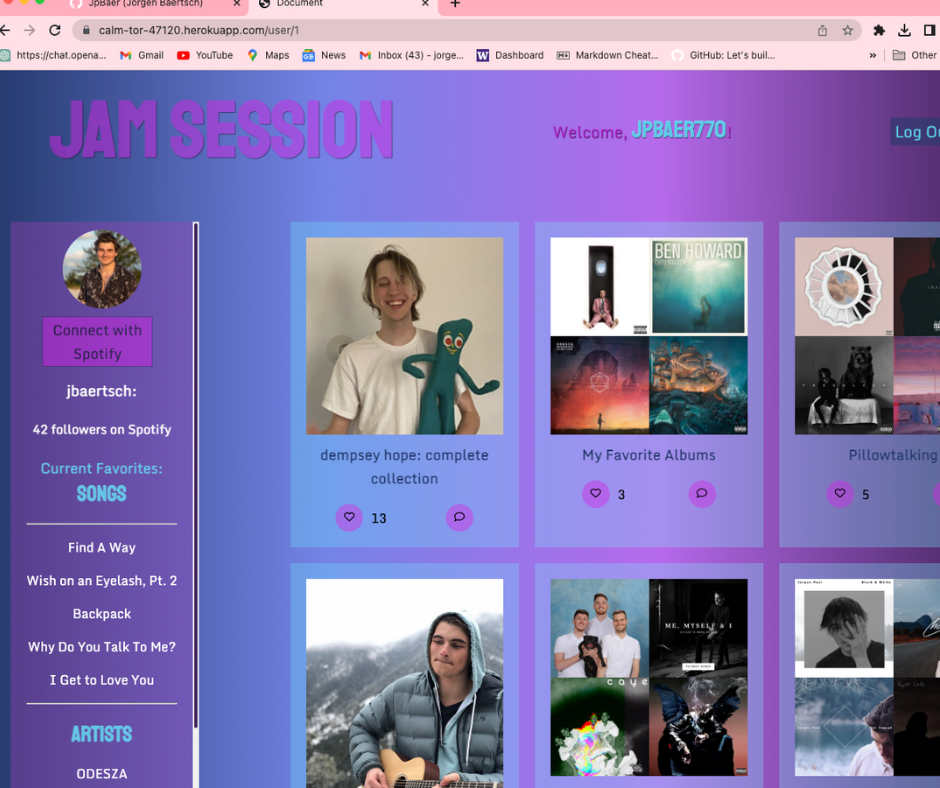 JpBaer (Jorgen Baertsch)
Document
calm-tor-47120.herokuapp.com/user/1
https://chat.opena...
Gmail
YouTube
Maps
News
Inbox (43) - jorge...
Dashboard
Markdown Cheat...
GitHub: Let's buil...
»
Other
JAM SESSION
Welcome, JPBAER770!
Log Ou
Connect with
Spotify
jbaertsch:
42 followers on Spotify
Current Favorites:
SONGS
Find A Way
Wish on an Eyelash, Pt. 2
Backpack
Why Do You Talk To Me?
I Get to Love You
ARTISTS
ODESZA
dempsey hope: complete
collection
13
BEN HOWARD
My Favorite Albums
3
Pillowtalking
5
ME, MYSELF & I
caye
Jorgen Paul
Black & White